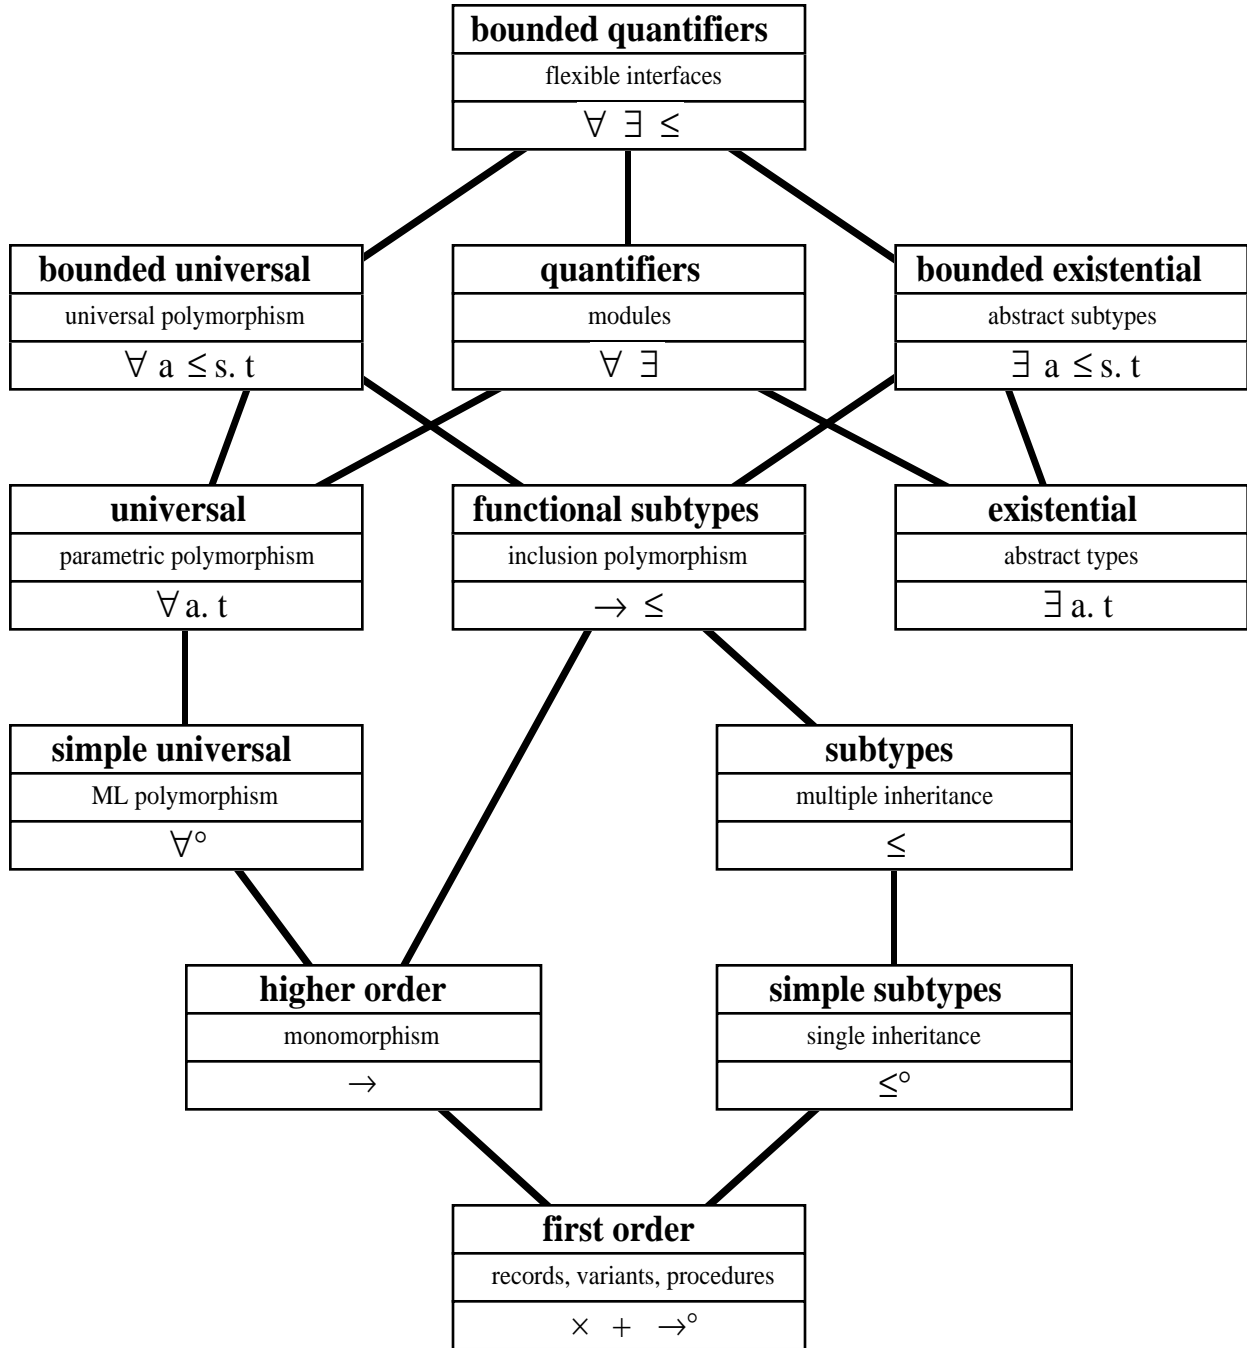 bounded quantifiers
flexible interfaces
∀ ∃ ≤
bounded universal
universal polymorphism
∀ a ≤ s. t
quantifiers
modules
∀ ∃
bounded existential
abstract subtypes
∃ a ≤ s. t
universal
parametric polymorphism
∀ a. t
functional subtypes
inclusion polymorphism
→ ≤
existential
abstract types
∃ a. t
simple universal
ML polymorphism
∀°
subtypes
multiple inheritance
≤
higher order
monomorphism
→
simple subtypes
single inheritance
≤°
first order
records, variants, procedures
× + →°